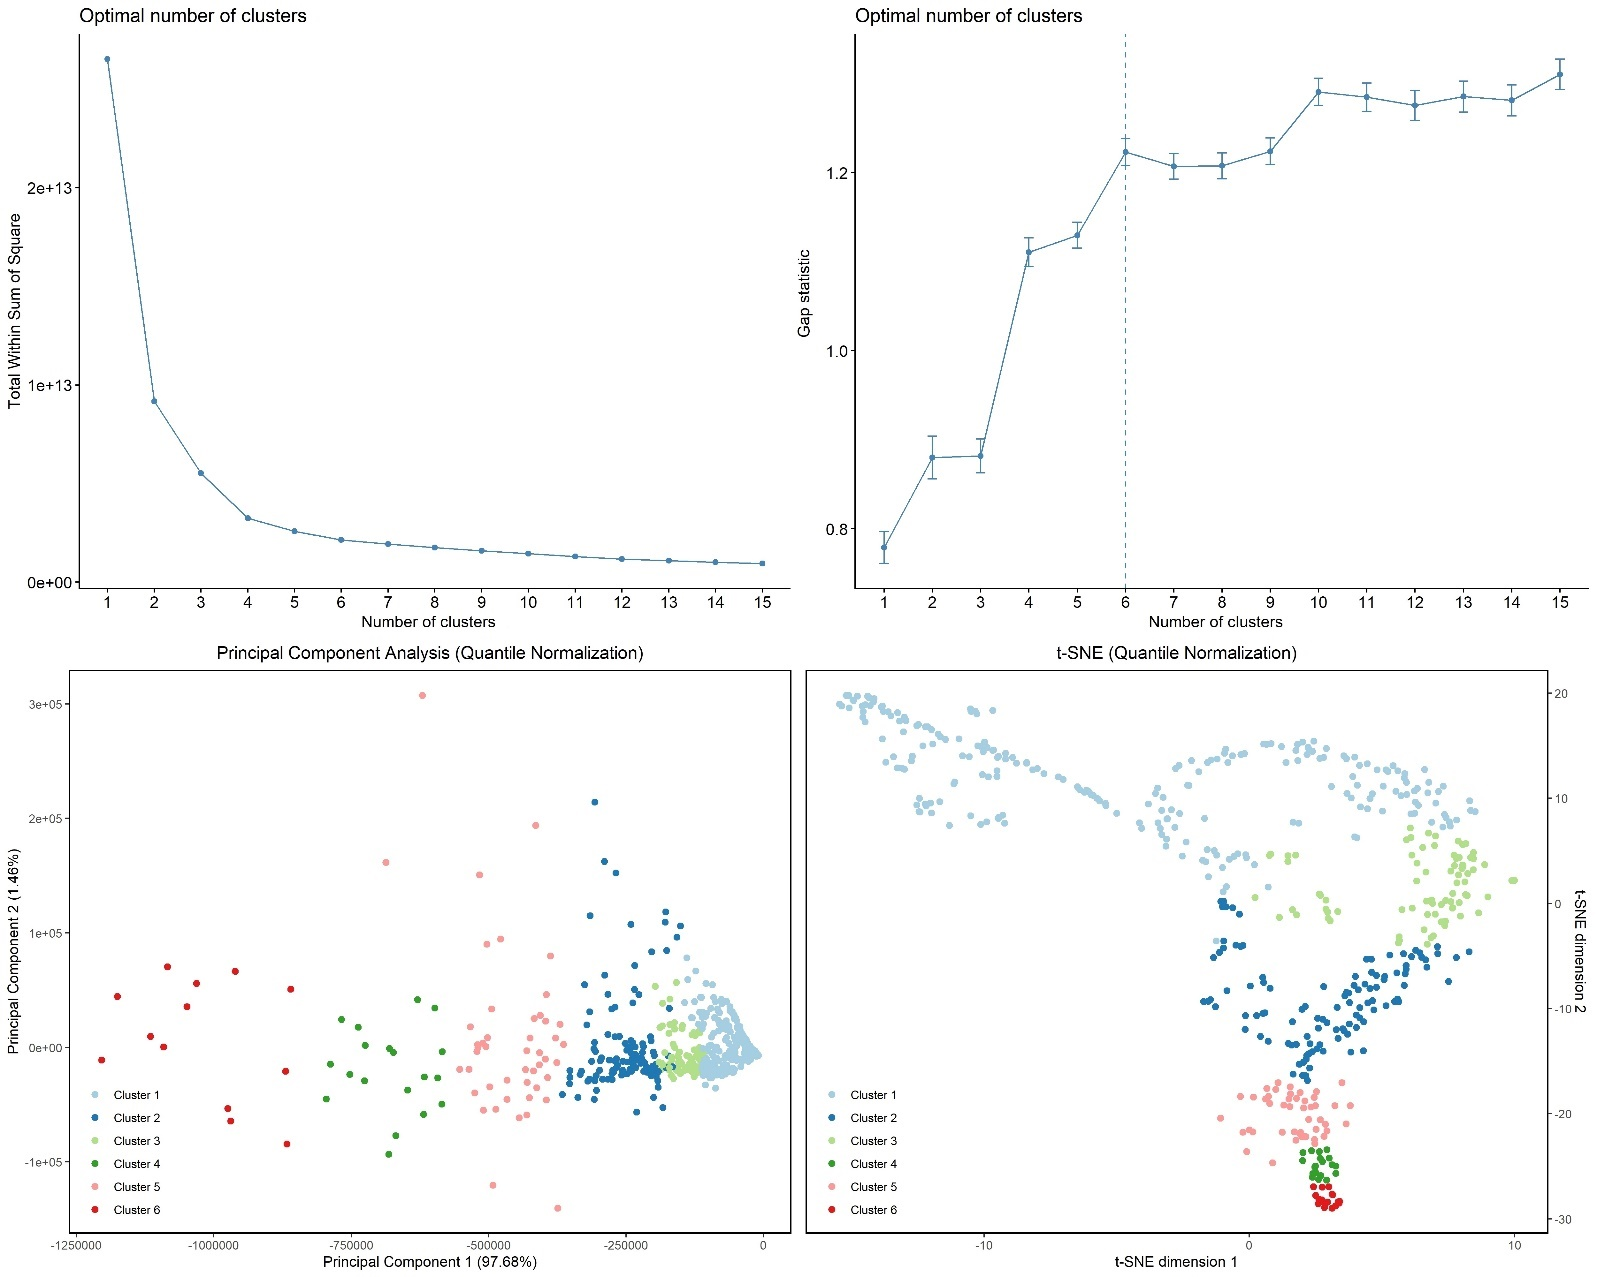 Optimal number of clusters
Total Within Sum of Square
2e+13
1e+13
0e+00
1 2 3 4 5 6 7 8 9 10 11 12 13 14 15
Number of clusters
Optimal number of clusters
Gap statistic
1.2
1.0
0.8
1 2 3 4 5 6 7 8 9 10 11 12 13 14 15
Number of clusters
Principal Component Analysis (Quantile Normalization)
Principal Component 2 (1.46%)
3e+05
2e+05
1e+05
0e+00
-1e+05
Cluster 1
Cluster 2
Cluster 3
Cluster 4
Cluster 5
Cluster 6
-1250000 -1000000 -750000 -500000 -250000 0
Principal Component 1 (97.68%)
t-SNE (Quantile Normalization)
20
10
0
-10
-20
-30
t-SNE dimension 2
Cluster 1
Cluster 2
Cluster 3
Cluster 4
Cluster 5
Cluster 6
-10 0 10
t-SNE dimension 1